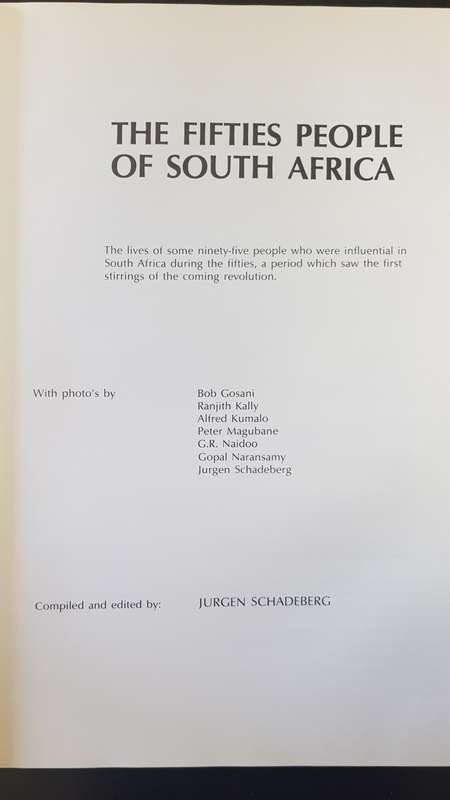 THE FIFTIES PEOPLE
OF SOUTH AFRICA
The lives of some ninety-five people who were influential in
South Africa during the fifties, a period which saw the first
stirrings of the coming revolution.
With photo's by
Bob Gosani
Ranjith Kally
Alfred Kumalo
Peter Magubane
G.R. Naidoo
Gopal Naransamy
Jurgen Schadeberg
Compiled and edited by: JURGEN SCHADEBERG